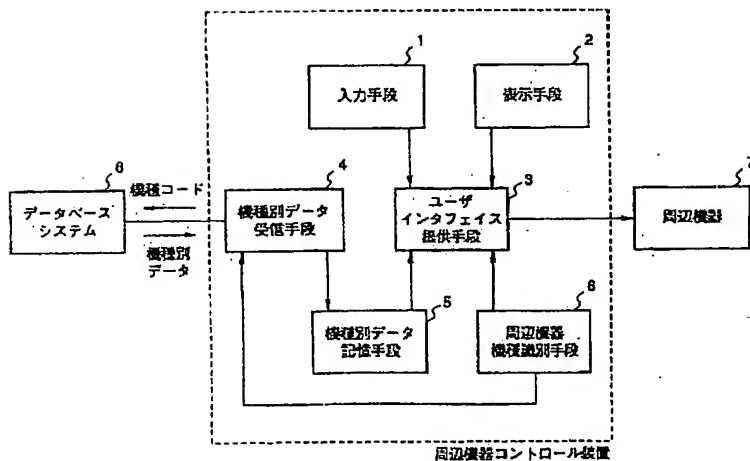 1
入力手段
2
表示手段
6
データベース
システム
機種コード
機種別
データ
4
機種別データ
受信手段
3
ユーザ
インタフェイス
提供手段
7
周辺機器
5
機種別データ
記憶手段
6
周辺機器
機種識別手段
周辺機器コントロール装置